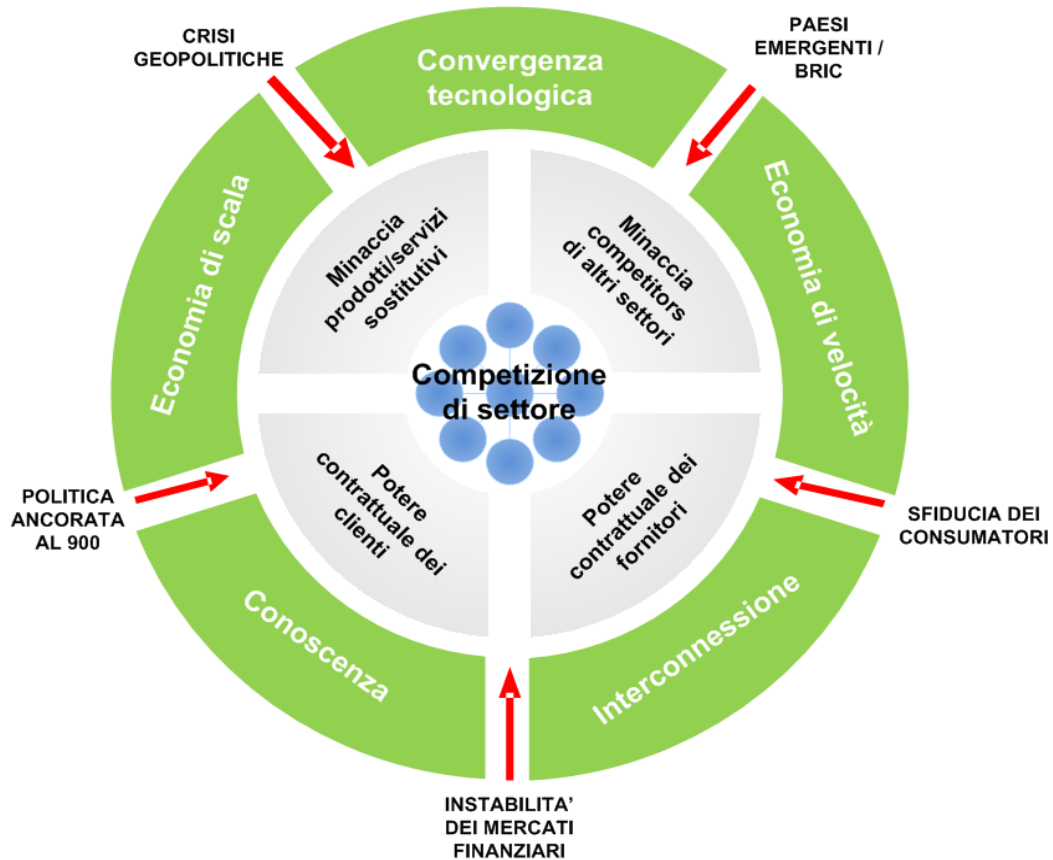 CRISI
GEOPOLITICHE
PAESI
EMERGENTI /
BRIC
Convergenza
tecnologica
Economia di scala
Economia di velocità
Minaccia
prodotti/servizi
sostitutivi
Minaccia
competitors
di altri settori
Competizione
di settore
Potere
contrattuale dei
clienti
Potere
contrattuale dei
fornitori
POLITICA
ANCORATA
AL 900
SFIDUCIA DEI
CONSUMATORI
Conoscenza
Interconnessione
INSTABILITA'
DEI MERCATI
FINANZIARI